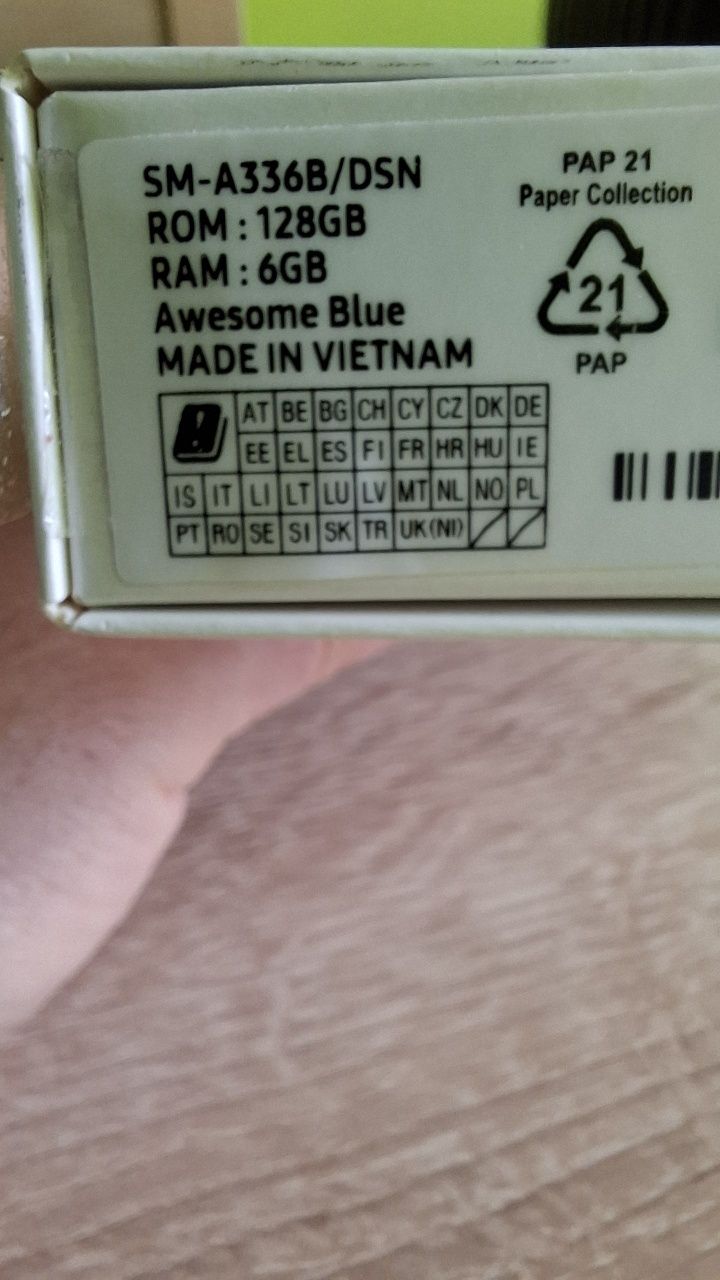 SM-A336B/DSN
ROM : 128GB
RAM : 6GB
Awesome Blue
MADE IN VIETNAM
PAP 21
Paper Collection
21
PAP
AT BE BG CH CY CZ DK DE
EE EL ES FI FR HR HU IE
IS IT LI LT LU LV MT NL NO PL
PT RO SE SI SK TR UK(NI)